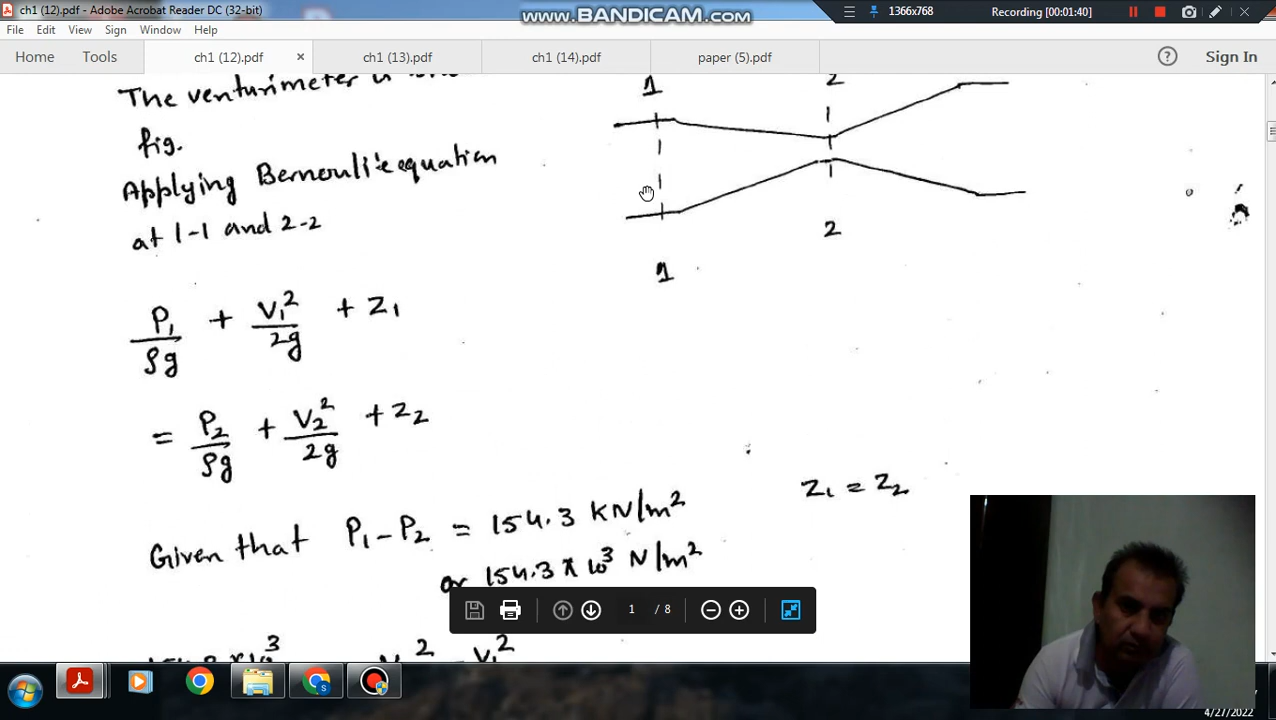 ch1 (12).pdf - Adobe Acrobat Reader DC (32-bit)
www.BANDICAM.com
1366x768
Recording [00:01:40]
File Edit View Sign Window Help
Home Tools ch1 (12).pdf × ch1 (13).pdf ch1 (14).pdf paper (5).pdf ? Sign In
The venturimeter is
fig.
Applying Bernoulli's equation
at 1-1 and 2-2
1 2
2
1
P₁/ρg + V₁²/2g + Z₁
= P₂/ρg + V₂²/2g + Z₂
Z₁ = Z₂
Given that P₁-P₂ = 154.3 KN/m²
or 154.3 x 10³ N/m²
1 / 8
4/27/2022